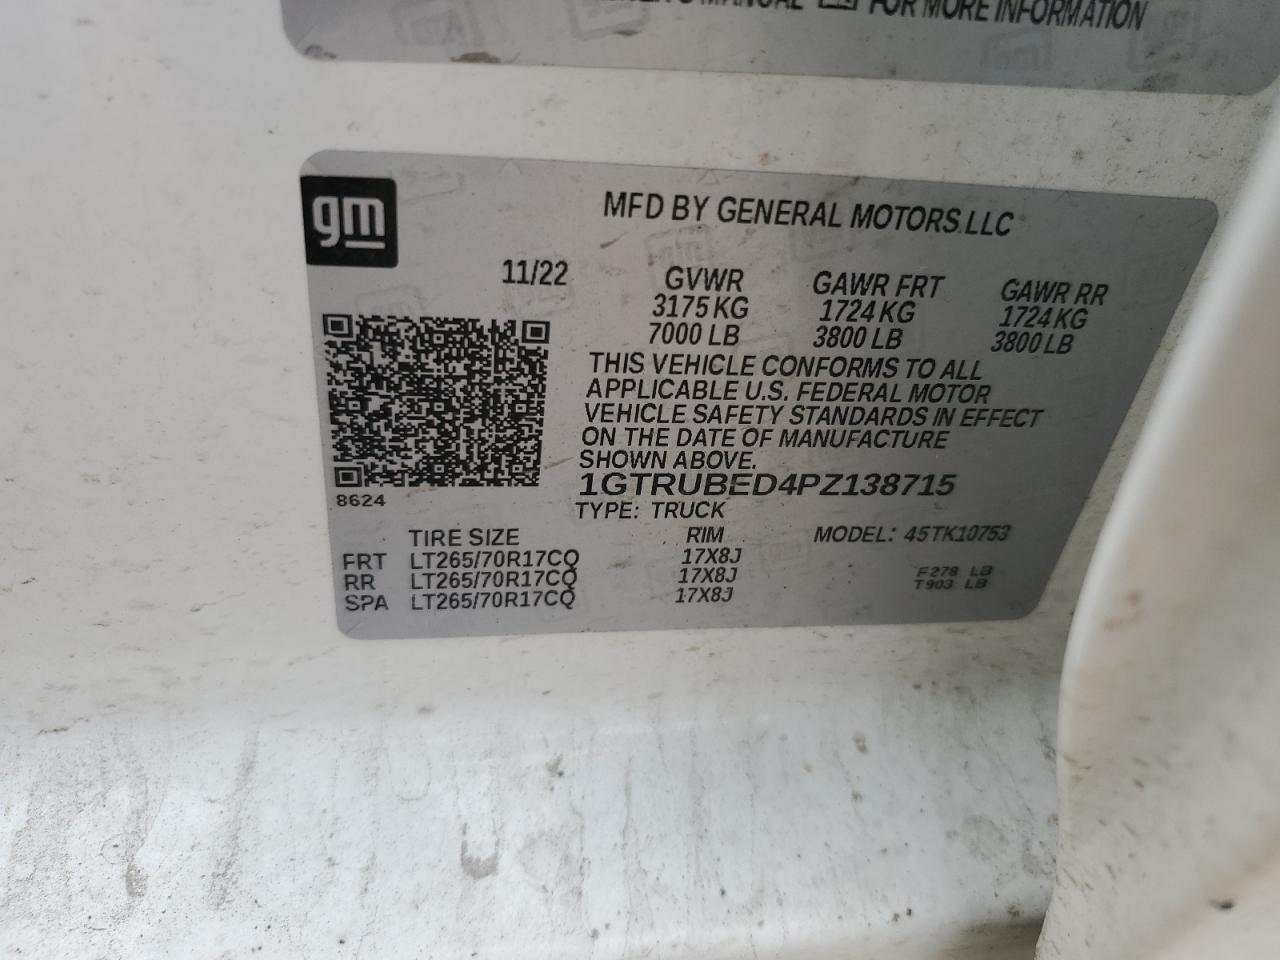 MANUAL FOR MORE INFORMATION
gm
MFD BY GENERAL MOTORS LLC
11/22 GVWR GAWR FRT GAWR RR
3175 KG 1724 KG 1724 KG
7000 LB 3800 LB 3800 LB
THIS VEHICLE CONFORMS TO ALL
APPLICABLE U.S. FEDERAL MOTOR
VEHICLE SAFETY STANDARDS IN EFFECT
ON THE DATE OF MANUFACTURE
SHOWN ABOVE.
8624
1GTRUBED4PZ138715
TYPE: TRUCK
TIRE SIZE RIM MODEL: 45TK10753
FRT LT265/70R17CQ 17X8J
RR LT265/70R17CQ 17X8J F278 LB
SPA LT265/70R17CQ 17X8J T903 LB